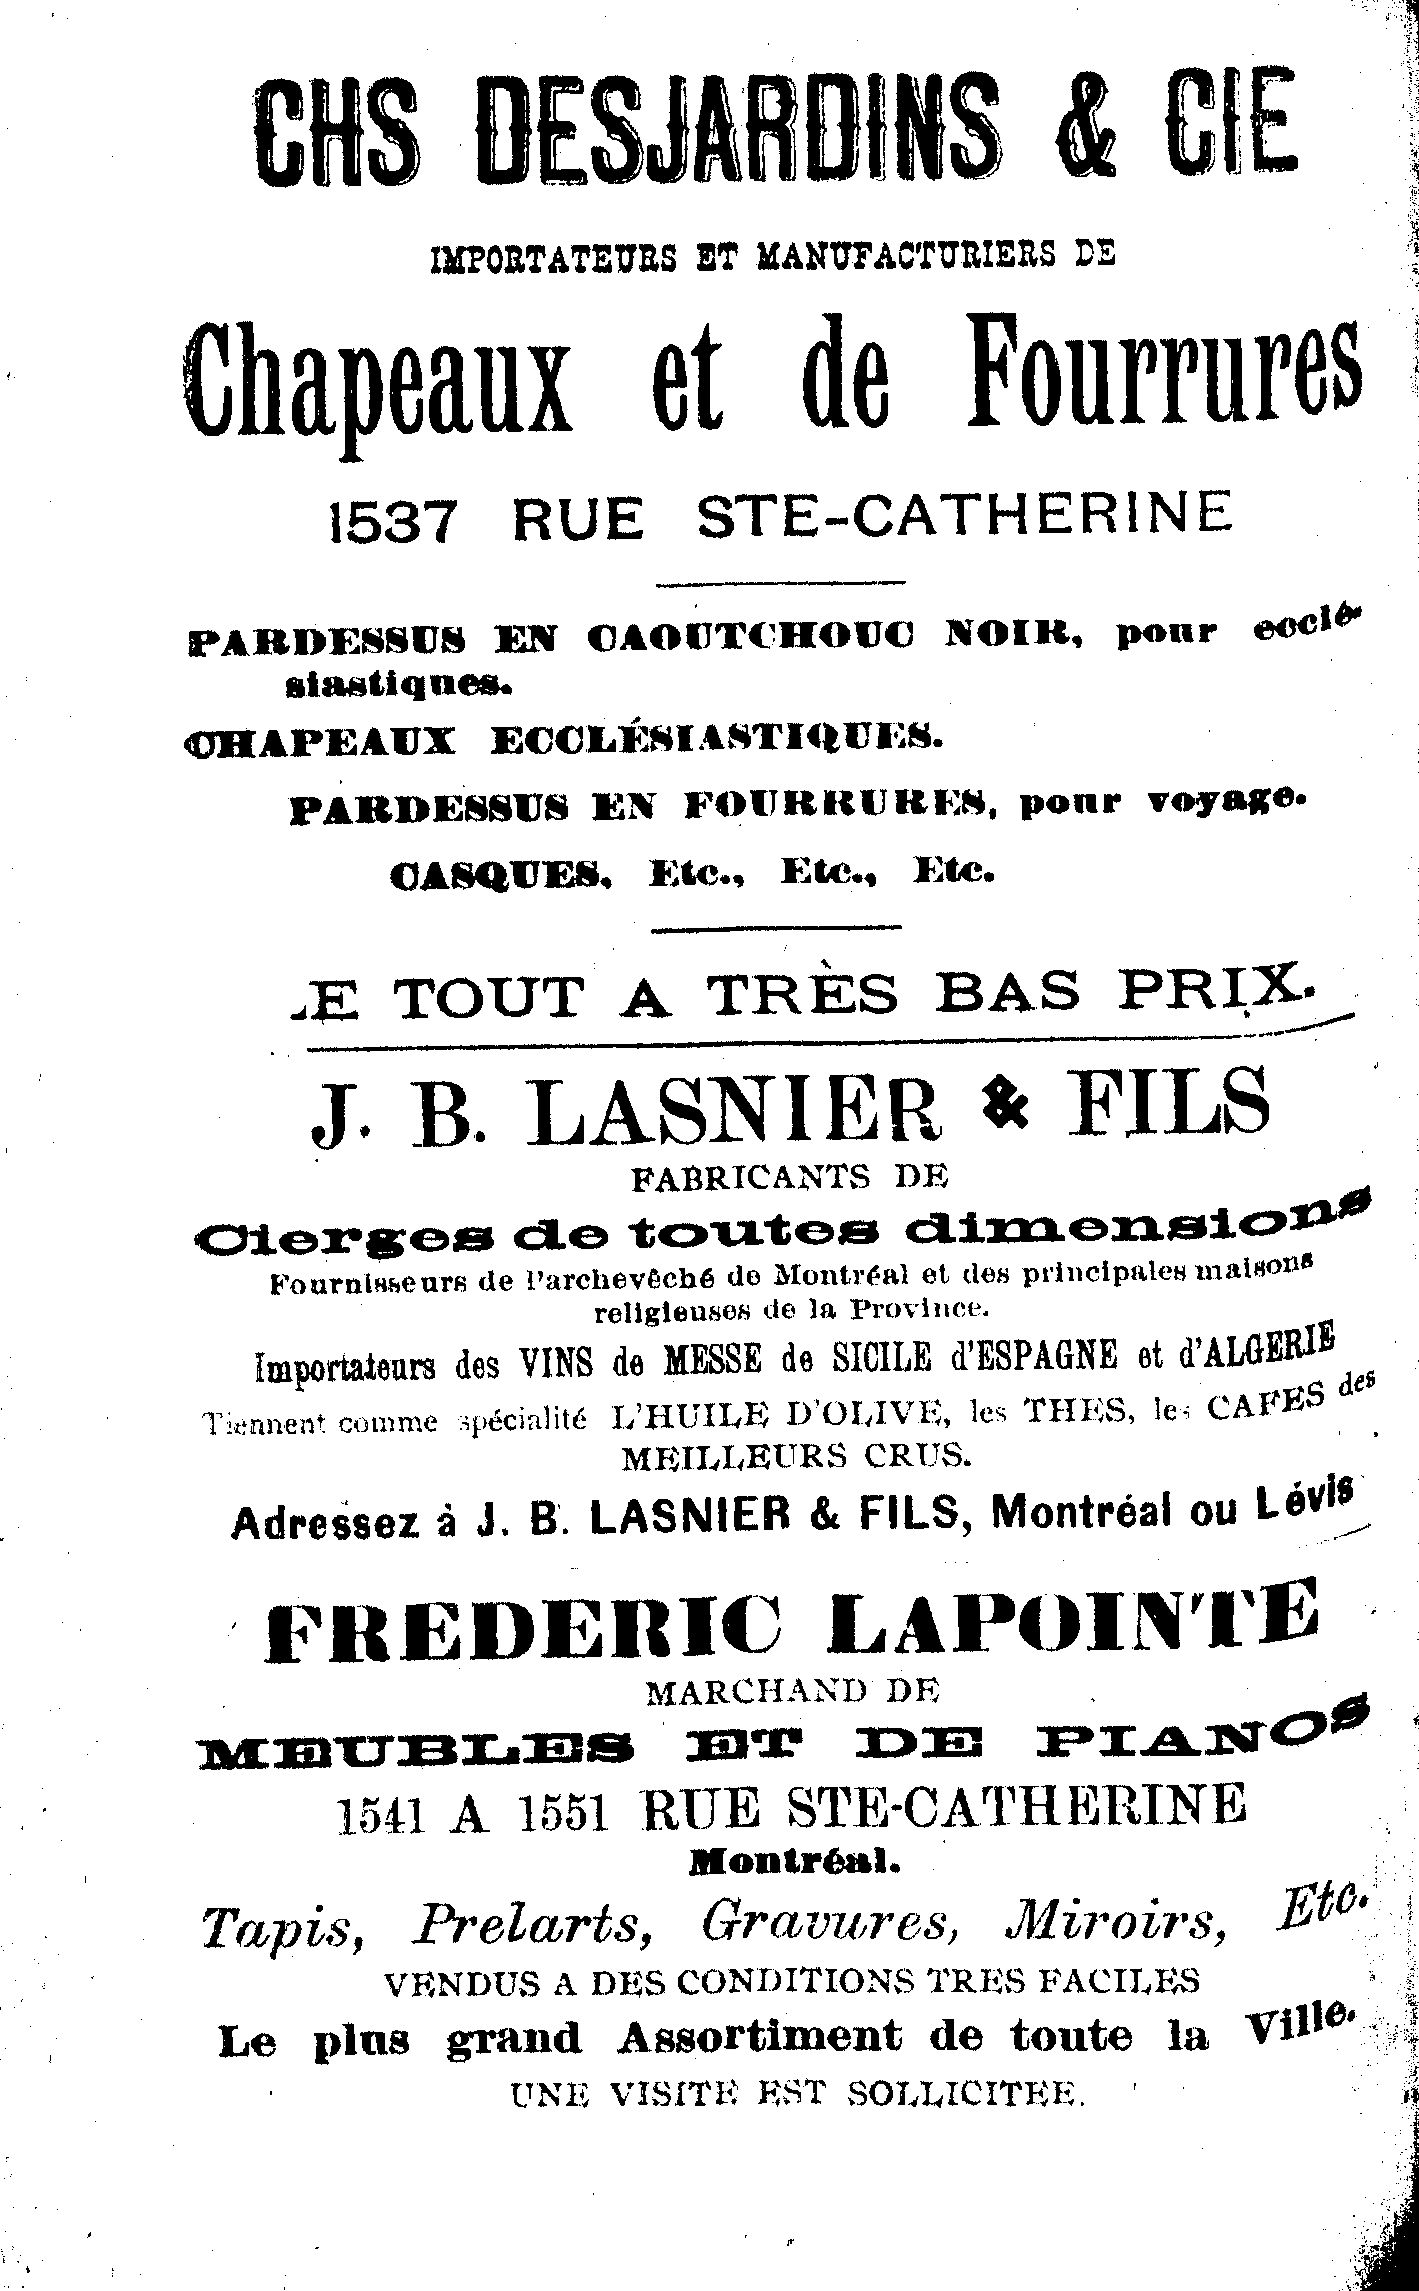 CHS DESJARDINS & CIE
IMPORTATEURS ET MANUFACTURIERS DE
Chapeaux et de Fourrures
1537 RUE STE-CATHERINE
PARDESSUS EN CAOUTCHOUC NOIR, pour ecclé-
siastiques.
CHAPEAUX ECCLÉSIASTIQUES.
PARDESSUS EN FOURRURES, pour voyage.
CASQUES, Etc., Etc., Etc.
LE TOUT A TRÈS BAS PRIX.
J. B. LASNIER & FILS
FABRICANTS DE
Cierges de toutes dimensions
Fournisseurs de l'archevêché de Montréal et des principales maisons
religieuses de la Province.
Importateurs des VINS de MESSE de SICILE d'ESPAGNE et d'ALGERIE
Tiennent comme spécialité L'HUILE D'OLIVE, les THES, les CAFES des
MEILLEURS CRUS.
Adressez à J. B. LASNIER & FILS, Montréal ou Lévis
FREDERIC LAPOINTE
MARCHAND DE
MEUBLES ET DE PIANOS
1541 A 1551 RUE STE-CATHERINE
Montréal.
Tapis, Prelarts, Gravures, Miroirs, Etc.
VENDUS A DES CONDITIONS TRES FACILES
Le plus grand Assortiment de toute la Ville.
UNE VISITE EST SOLLICITEE.